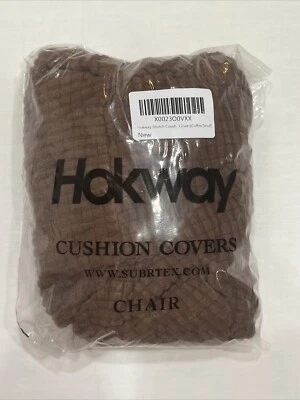 X0023O0VXX
New
Hokway
CUSHION COVERS
WWW.SUBRTEX.COM
CHAIR